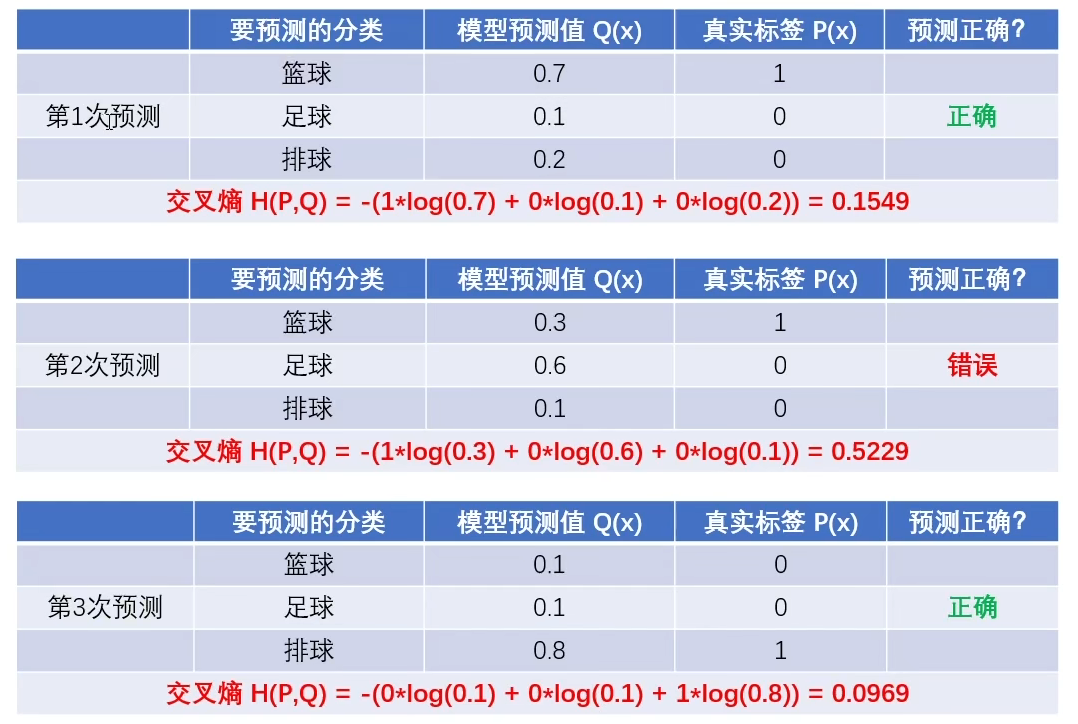 要预测的分类 模型预测值 Q(x) 真实标签 P(x) 预测正确?
篮球 0.7 1
第1次预测 足球 0.1 0 正确
排球 0.2 0
交叉熵 H(P,Q) = -(1*log(0.7) + 0*log(0.1) + 0*log(0.2)) = 0.1549
要预测的分类 模型预测值 Q(x) 真实标签 P(x) 预测正确?
篮球 0.3 1
第2次预测 足球 0.6 0 错误
排球 0.1 0
交叉熵 H(P,Q) = -(1*log(0.3) + 0*log(0.6) + 0*log(0.1)) = 0.5229
要预测的分类 模型预测值 Q(x) 真实标签 P(x) 预测正确?
篮球 0.1 0
第3次预测 足球 0.1 0 正确
排球 0.8 1
交叉熵 H(P,Q) = -(0*log(0.1) + 0*log(0.1) + 1*log(0.8)) = 0.0969